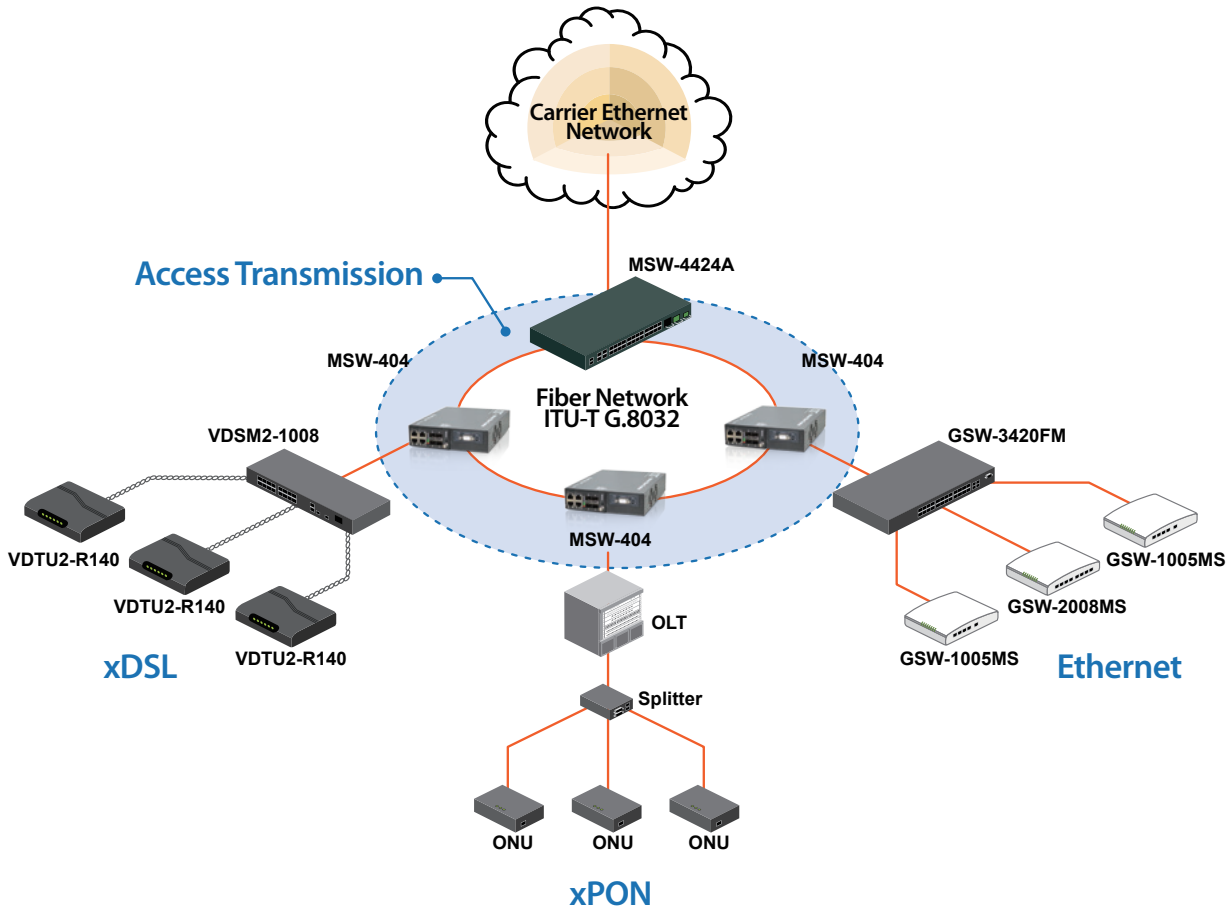 Carrier Ethernet
Network
Access Transmission
MSW-4424A
MSW-404
MSW-404
Fiber Network
ITU-T G.8032
VDSM2-1008
GSW-3420FM
MSW-404
VDTU2-R140
VDTU2-R140
VDTU2-R140
GSW-1005MS
GSW-2008MS
GSW-1005MS
OLT
xDSL
Ethernet
Splitter
ONU
ONU
ONU
xPON